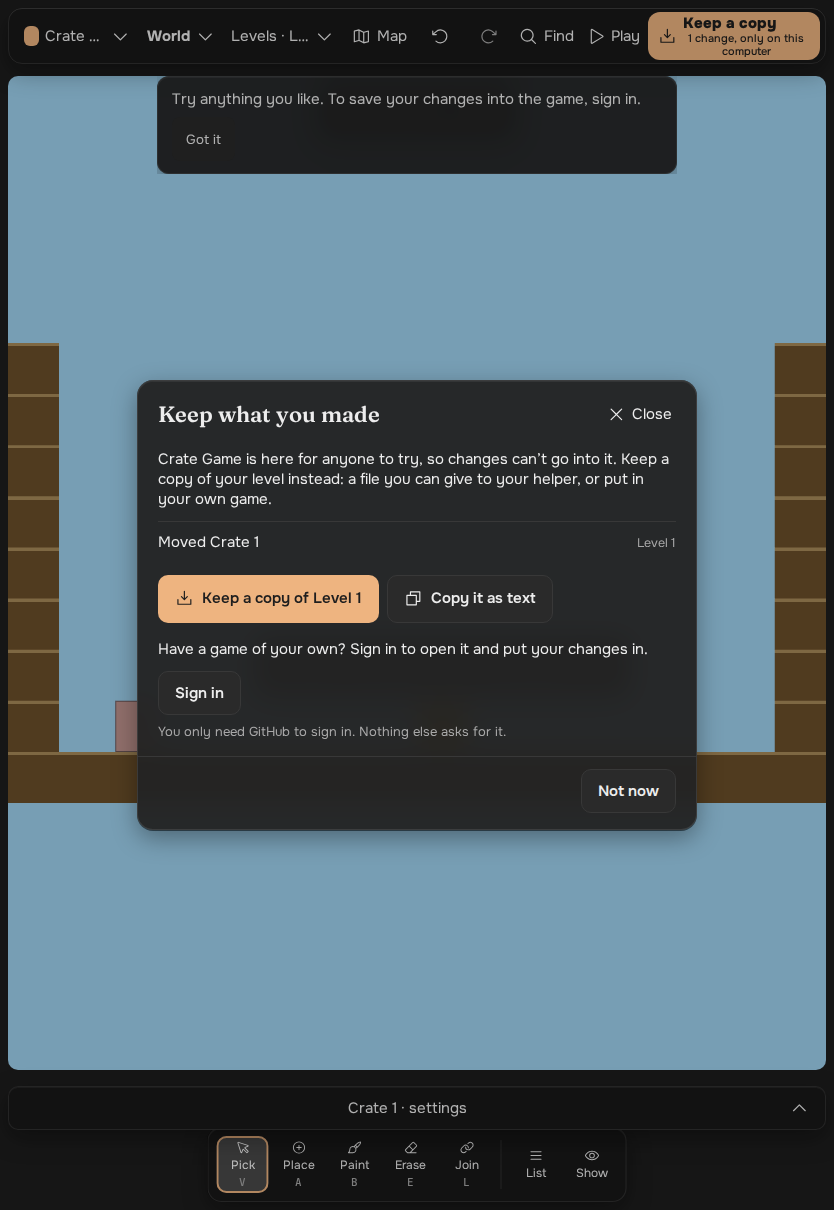 Crate ...
World
Levels · L...
Map
Find
Play
Keep a copy
1 change, only on this
computer
Try anything you like. To save your changes into the game, sign in.
Got it
Keep what you made
Close
Crate Game is here for anyone to try, so changes can’t go into it. Keep a
copy of your level instead: a file you can give to your helper, or put in
your own game.
Moved Crate 1
Level 1
Keep a copy of Level 1
Copy it as text
Have a game of your own? Sign in to open it and put your changes in.
Sign in
You only need GitHub to sign in. Nothing else asks for it.
Not now
Crate 1 · settings
Pick
Place
Paint
Erase
Join
List
Show
V
A
B
E
L